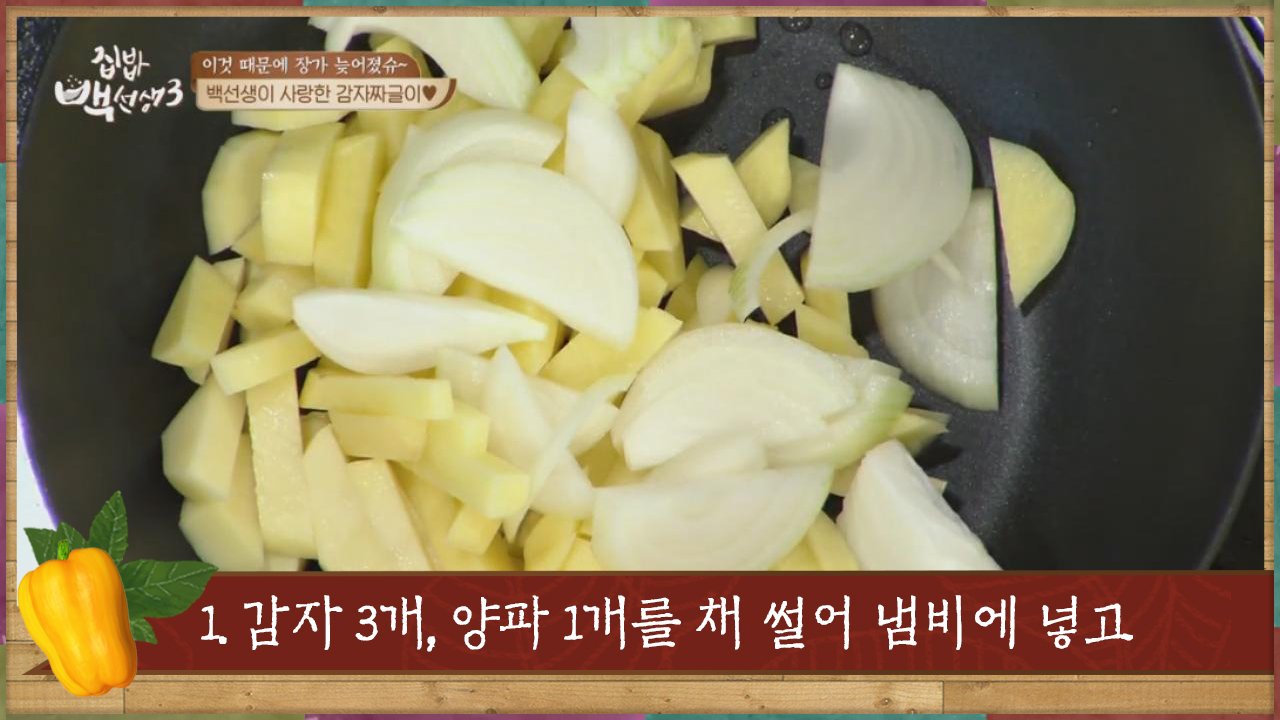 집밥
백선생3
이것 때문에 장가 늦어졌슈~
백선생이 사랑한 감자짜글이♥
1. 감자 3개, 양파 1개를 채 썰어 냄비에 넣고